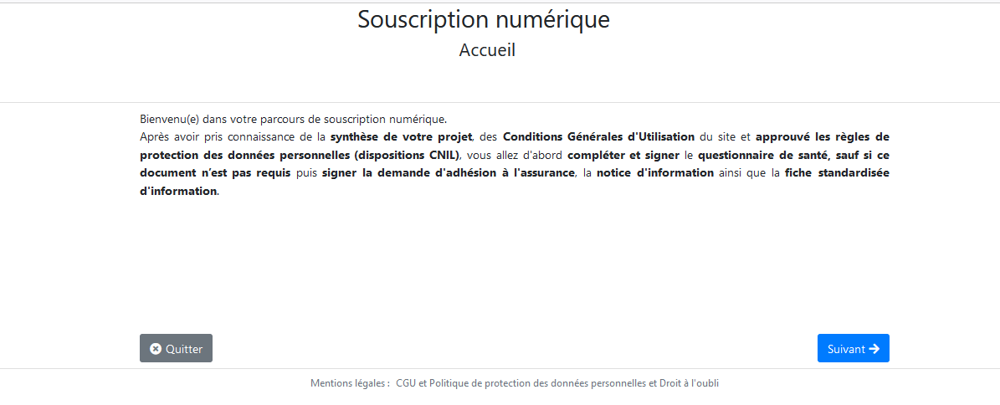 Souscription numérique
Accueil
Bienvenu(e) dans votre parcours de souscription numérique.
Après avoir pris connaissance de la synthèse de votre projet, des Conditions Générales d'Utilisation du site et approuvé les règles de
protection des données personnelles (dispositions CNIL), vous allez d'abord compléter et signer le questionnaire de santé, sauf si ce
document n’est pas requis puis signer la demande d'adhésion à l'assurance, la notice d'information ainsi que la fiche standardisée
d'information.
Quitter
Suivant
Mentions légales : CGU et Politique de protection des données personnelles et Droit à l'oubli